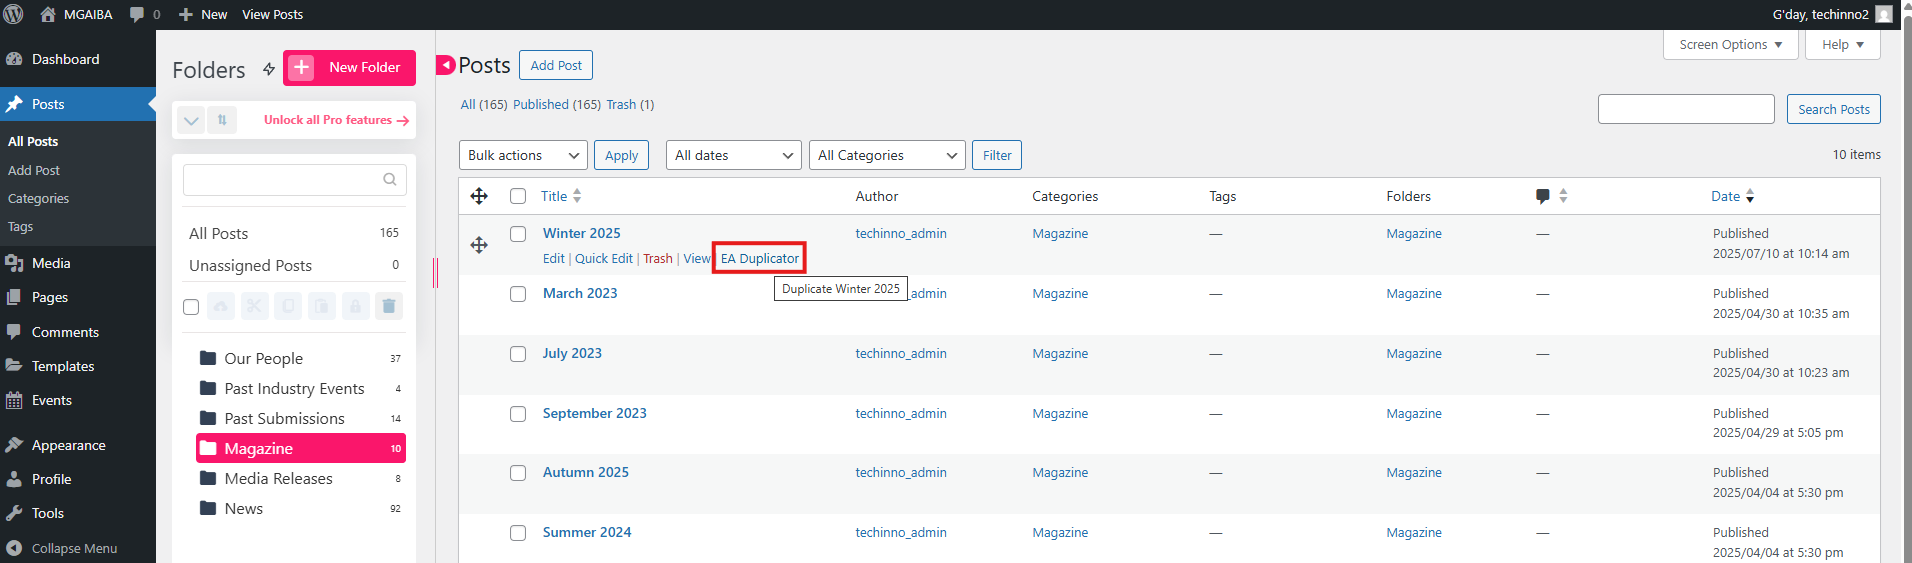 MGAIBA 0 New View Posts G'day, techinno2
Dashboard
Posts
All Posts
Add Post
Categories
Tags
Media
Pages
Comments
Templates
Events
Appearance
Profile
Tools
Collapse Menu
Folders New Folder
Unlock all Pro features →
All Posts 165
Unassigned Posts 0
Our People 37
Past Industry Events 4
Past Submissions 14
Magazine 10
Media Releases 8
News 92
Screen Options Help
Posts Add Post
All (165) Published (165) Trash (1)
Search Posts
Bulk actions Apply All dates All Categories Filter 10 items
Title Author Categories Tags Folders Date
Winter 2025 techinno_admin Magazine — Magazine — Published
Edit | Quick Edit | Trash | View EA Duplicator 2025/07/10 at 10:14 am
Duplicate Winter 2025
March 2023 techinno_admin Magazine — Magazine — Published
2025/04/30 at 10:35 am
July 2023 techinno_admin Magazine — Magazine — Published
2025/04/30 at 10:23 am
September 2023 techinno_admin Magazine — Magazine — Published
2025/04/29 at 5:05 pm
Autumn 2025 techinno_admin Magazine — Magazine — Published
2025/04/04 at 5:30 pm
Summer 2024 techinno_admin Magazine — Magazine — Published
2025/04/04 at 5:30 pm